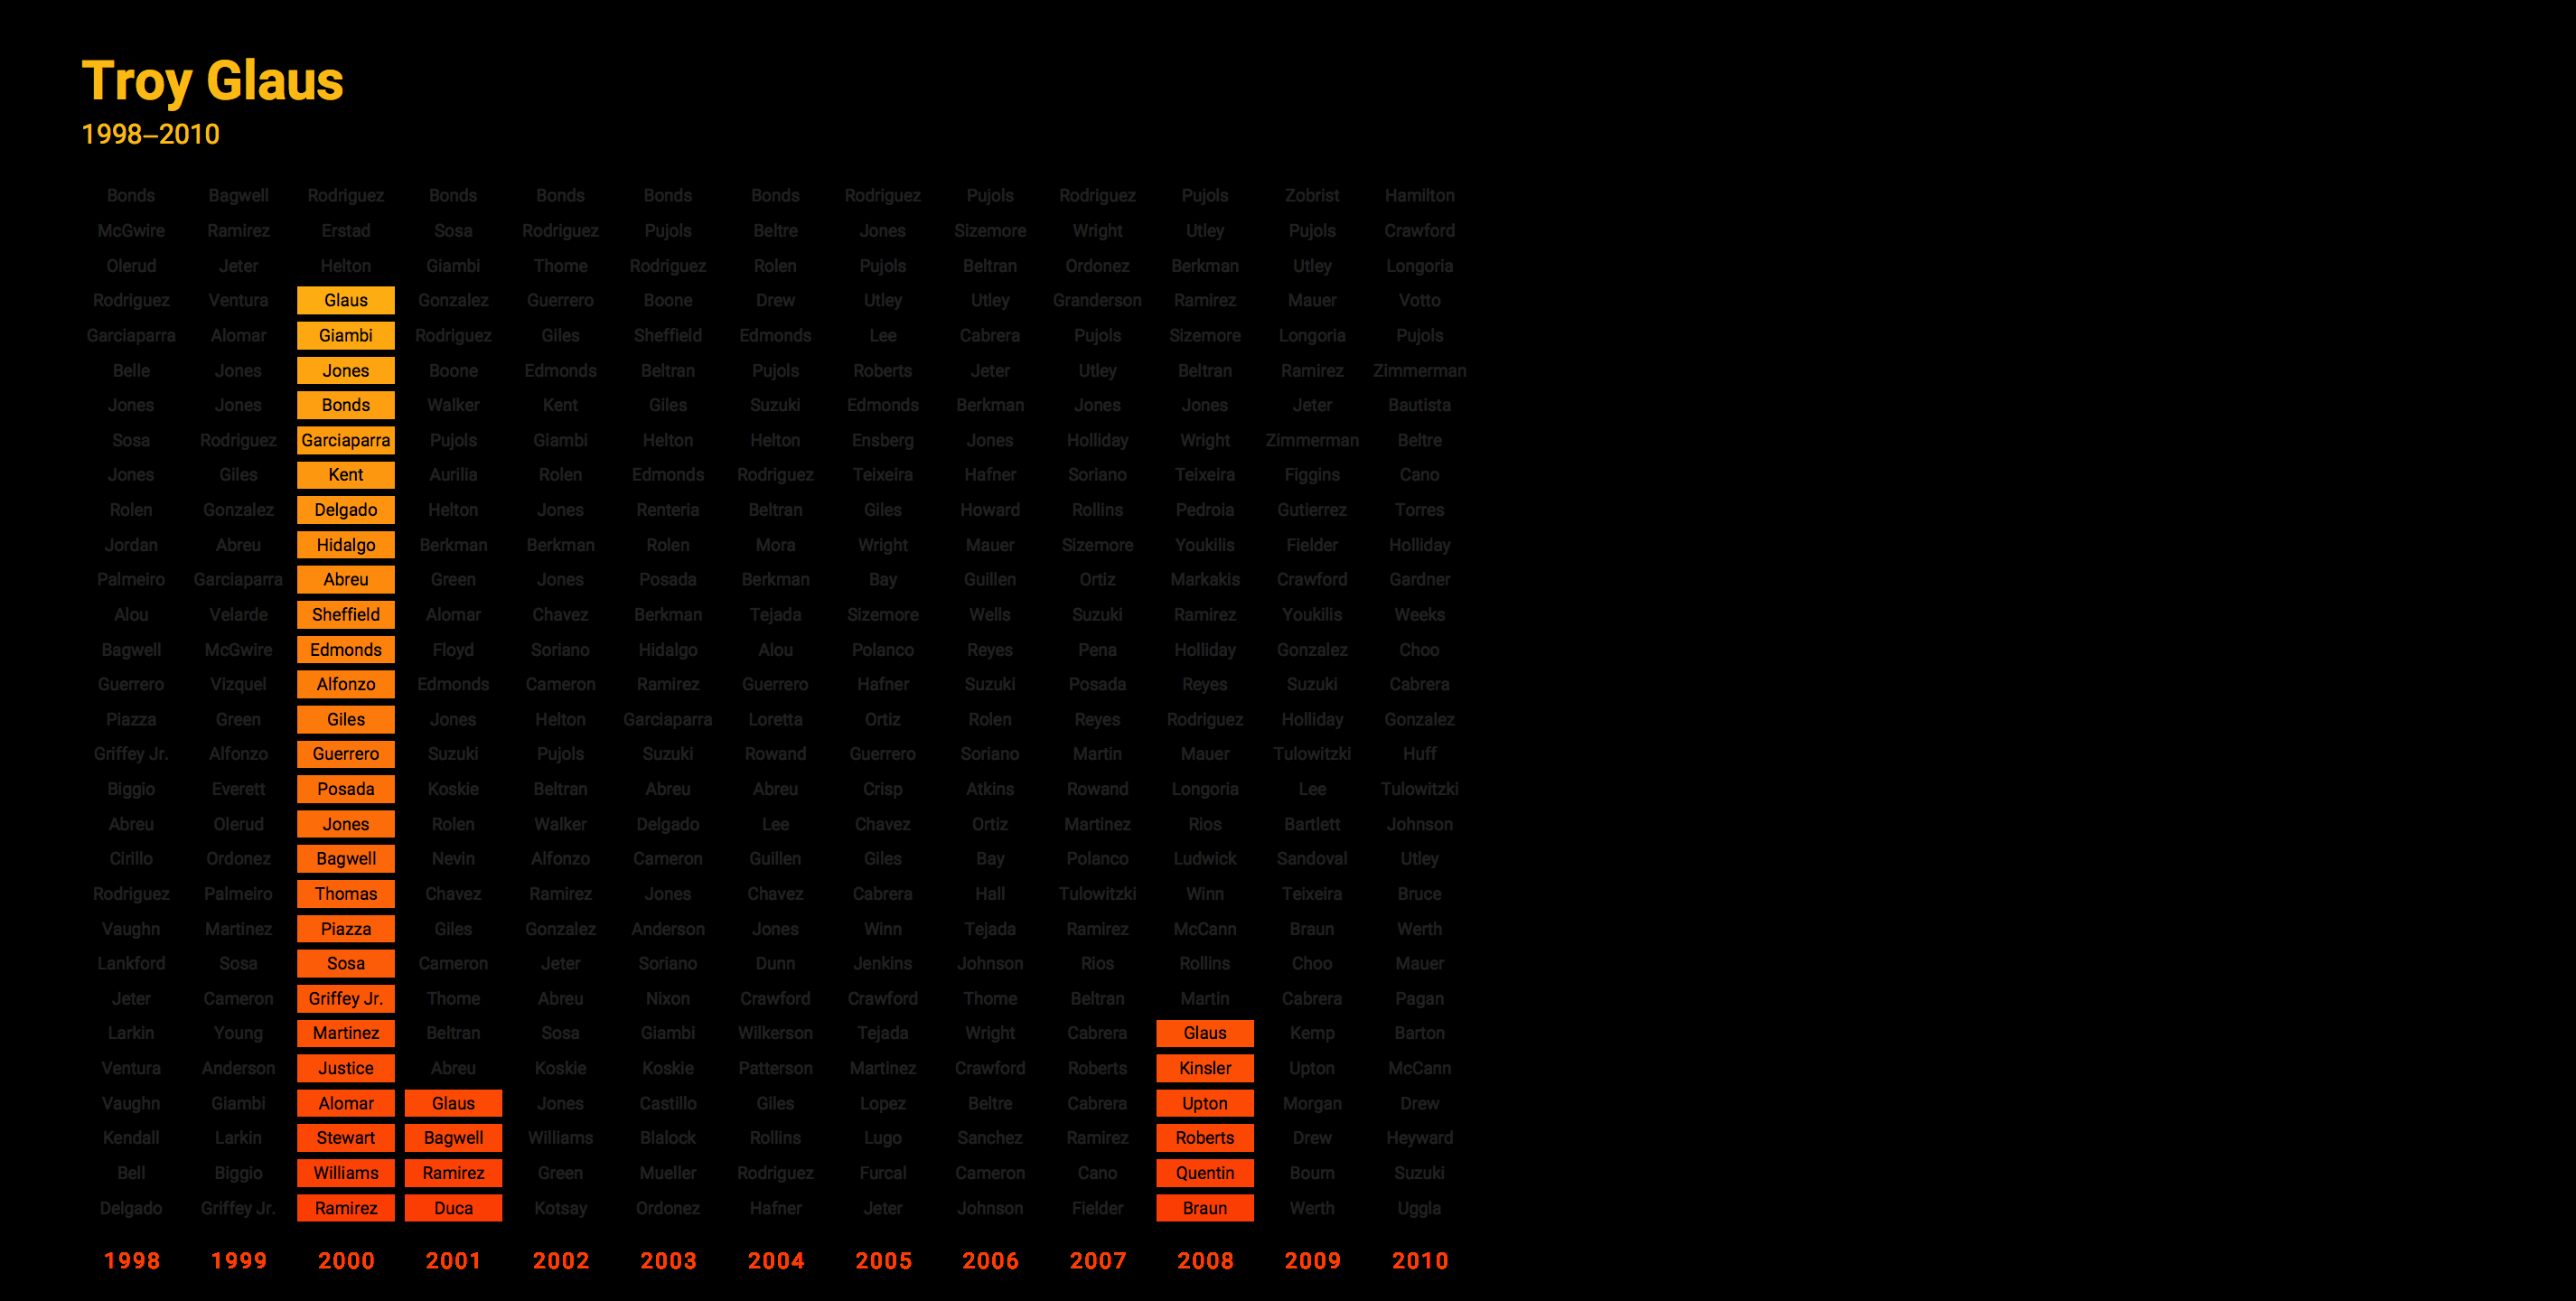 Troy Glaus
1998–2010
Bonds Bagwell Rodriguez Bonds Bonds Bonds Bonds Rodriguez Pujols Rodriguez Pujols Zobrist Hamilton
McGwire Ramirez Erstad Sosa Rodriguez Pujols Beltre Jones Sizemore Wright Utley Pujols Crawford
Olerud Jeter Helton Giambi Thome Rodriguez Rolen Pujols Beltran Ordonez Berkman Utley Longoria
Rodriguez Ventura Glaus Gonzalez Guerrero Boone Drew Utley Utley Granderson Ramirez Mauer Votto
Garciaparra Alomar Giambi Rodriguez Giles Sheffield Edmonds Lee Cabrera Pujols Sizemore Longoria Pujols
Belle Jones Jones Boone Edmonds Beltran Pujols Roberts Jeter Utley Beltran Ramirez Zimmerman
Jones Jones Bonds Walker Kent Giles Suzuki Edmonds Berkman Jones Jones Jeter Bautista
Sosa Rodriguez Garciaparra Pujols Giambi Helton Helton Ensberg Jones Holliday Wright Zimmerman Beltre
Jones Giles Kent Aurilia Rolen Edmonds Rodriguez Teixeira Hafner Soriano Teixeira Figgins Cano
Rolen Gonzalez Delgado Helton Jones Renteria Beltran Giles Howard Rollins Pedroia Gutierrez Torres
Jordan Abreu Hidalgo Berkman Berkman Rolen Mora Wright Mauer Sizemore Youkilis Fielder Holliday
Palmeiro Garciaparra Abreu Green Jones Posada Berkman Bay Guillen Ortiz Markakis Crawford Gardner
Alou Velarde Sheffield Alomar Chavez Berkman Tejada Sizemore Wells Suzuki Ramirez Youkilis Weeks
Bagwell McGwire Edmonds Floyd Soriano Hidalgo Alou Polanco Reyes Pena Holliday Gonzalez Choo
Guerrero Vizquel Alfonzo Edmonds Cameron Ramirez Guerrero Hafner Suzuki Posada Reyes Suzuki Cabrera
Piazza Green Giles Jones Helton Garciaparra Loretta Ortiz Rolen Reyes Rodriguez Holliday Gonzalez
Griffey Jr. Alfonzo Guerrero Suzuki Pujols Suzuki Rowand Guerrero Soriano Martin Mauer Tulowitzki Huff
Biggio Everett Posada Koskie Beltran Abreu Abreu Crisp Atkins Rowand Longoria Lee Tulowitzki
Abreu Olerud Jones Rolen Walker Delgado Lee Chavez Ortiz Martinez Rios Bartlett Johnson
Cirillo Ordonez Bagwell Nevin Alfonzo Cameron Guillen Giles Bay Polanco Ludwick Sandoval Utley
Rodriguez Palmeiro Thomas Chavez Ramirez Jones Chavez Cabrera Hall Tulowitzki Winn Teixeira Bruce
Vaughn Martinez Piazza Giles Gonzalez Anderson Jones Winn Tejada Ramirez McCann Braun Werth
Lankford Sosa Sosa Cameron Jeter Soriano Dunn Jenkins Johnson Rios Rollins Choo Mauer
Jeter Cameron Griffey Jr. Thome Abreu Nixon Crawford Crawford Thome Beltran Martin Cabrera Pagan
Larkin Young Martinez Beltran Sosa Giambi Wilkerson Tejada Wright Cabrera Glaus Kemp Barton
Ventura Anderson Justice Abreu Koskie Koskie Patterson Martinez Crawford Roberts Kinsler Upton McCann
Vaughn Giambi Alomar Glaus Jones Castillo Giles Lopez Beltre Cabrera Upton Morgan Drew
Kendall Larkin Stewart Bagwell Williams Blalock Rollins Lugo Sanchez Ramirez Roberts Drew Heyward
Bell Biggio Williams Ramirez Green Mueller Rodriguez Furcal Cameron Cano Quentin Bourn Suzuki
Delgado Griffey Jr. Ramirez Duca Kotsay Ordonez Hafner Jeter Johnson Fielder Braun Werth Uggla
1998 1999 2000 2001 2002 2003 2004 2005 2006 2007 2008 2009 2010